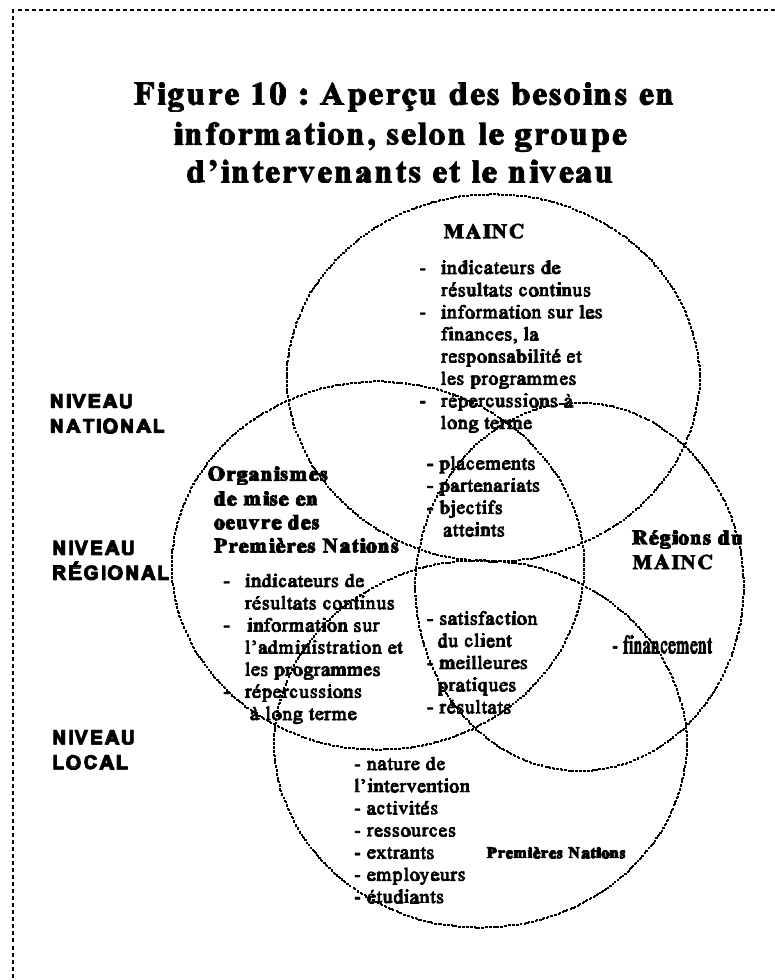 Figure 10 : Aperçu des besoins en
information, selon le groupe
d'intervenants et le niveau
MAINC
- indicateurs de
résultats continus
- information sur les
finances, la
responsabilité et
les programmes
- répercussions à
long terme
NIVEAU
NATIONAL
- placements
- partenariats
- bjectifs
atteints
Organismes
de mise en
oeuvre des
Premières Nations
- indicateurs de
résultats continus
- information sur
l'administration et
les programmes
- répercussions
à long terme
NIVEAU
RÉGIONAL
Régions du
MAINC
- financement
- satisfaction
du client
- meilleures
pratiques
- résultats
NIVEAU
LOCAL
- nature de
l'intervention
- activités
- ressources
- extrants
- employeurs
- étudiants
Premières Nations